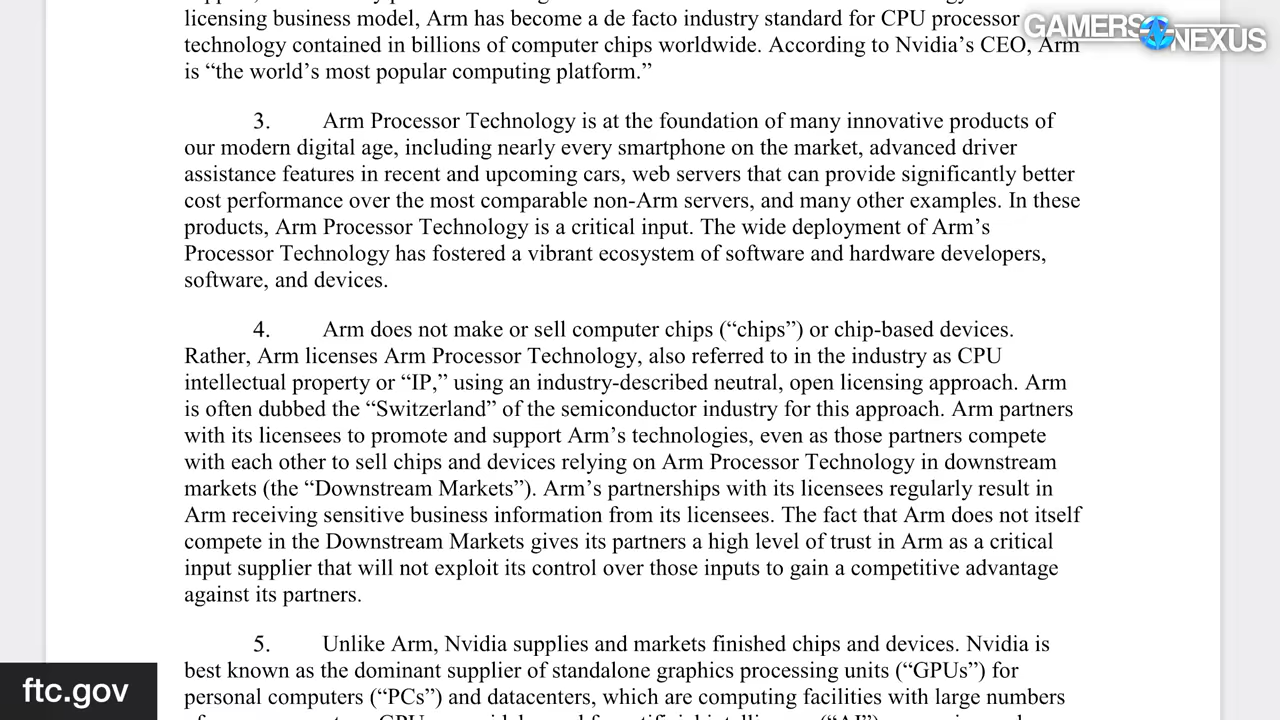 licensing business model, Arm has become a de facto industry standard for CPU processor
technology contained in billions of computer chips worldwide. According to Nvidia’s CEO, Arm
is “the world’s most popular computing platform.”
GAMERS NEXUS
3. Arm Processor Technology is at the foundation of many innovative products of
our modern digital age, including nearly every smartphone on the market, advanced driver
assistance features in recent and upcoming cars, web servers that can provide significantly better
cost performance over the most comparable non-Arm servers, and many other examples. In these
products, Arm Processor Technology is a critical input. The wide deployment of Arm’s
Processor Technology has fostered a vibrant ecosystem of software and hardware developers,
software, and devices.
4. Arm does not make or sell computer chips (“chips”) or chip-based devices.
Rather, Arm licenses Arm Processor Technology, also referred to in the industry as CPU
intellectual property or “IP,” using an industry-described neutral, open licensing approach. Arm
is often dubbed the “Switzerland” of the semiconductor industry for this approach. Arm partners
with its licensees to promote and support Arm’s technologies, even as those partners compete
with each other to sell chips and devices relying on Arm Processor Technology in downstream
markets (the “Downstream Markets”). Arm’s partnerships with its licensees regularly result in
Arm receiving sensitive business information from its licensees. The fact that Arm does not itself
compete in the Downstream Markets gives its partners a high level of trust in Arm as a critical
input supplier that will not exploit its control over those inputs to gain a competitive advantage
against its partners.
5. Unlike Arm, Nvidia supplies and markets finished chips and devices. Nvidia is
best known as the dominant supplier of standalone graphics processing units (“GPUs”) for
personal computers (“PCs”) and datacenters, which are computing facilities with large numbers
ftc.gov